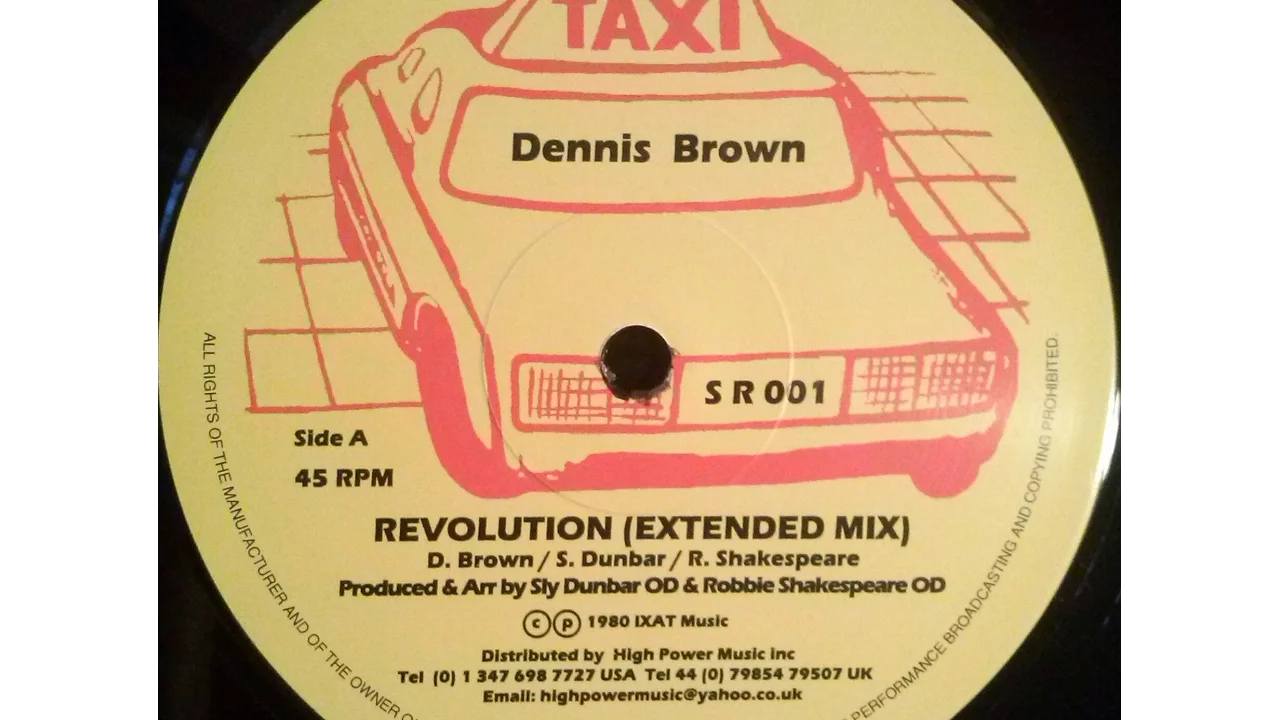 TAXI
Dennis Brown
S R 001
Side A
45 RPM
REVOLUTION (EXTENDED MIX)
D. Brown / S. Dunbar / R. Shakespeare
Produced & Arr by Sly Dunbar OD & Robbie Shakespeare OD
©℗ 1980 IXAT Music
Distributed by High Power Music Inc
Tel (0) 1 347 698 7727 USA Tel 44 (0) 79854 79507 UK
Email: highpowermusic@yahoo.co.uk
ALL RIGHTS OF THE MANUFACTURER AND OF THE OWNER
PERFORMANCE BROADCASTING AND COPYING PROHIBITED.